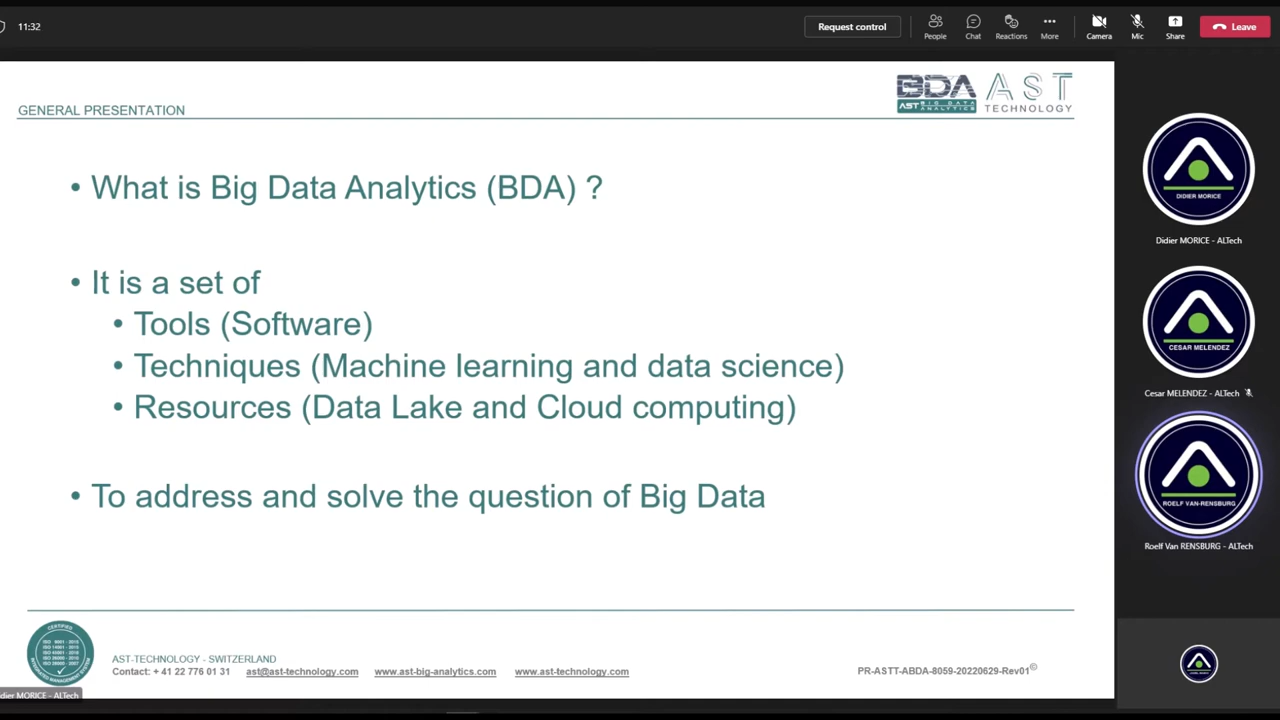 11:32
Request control
People
Chat
Reactions
More
Camera
Mic
Share
Leave
GENERAL PRESENTATION
BDA
AST BIG DATA ANALYTICS
AST
TECHNOLOGY
• What is Big Data Analytics (BDA) ?
• It is a set of
• Tools (Software)
• Techniques (Machine learning and data science)
• Resources (Data Lake and Cloud computing)
• To address and solve the question of Big Data
DIDIER MORICE
Didier MORICE - ALTech
CESAR MELENDEZ
Cesar MELENDEZ - ALTech
ROELF VAN-RENSBURG
Roelf Van RENSBURG - ALTech
CERTIFIED
INTEGRATED MANAGEMENT SYSTEM
AST-TECHNOLOGY - SWITZERLAND
Contact: + 41 22 776 01 31 ast@ast-technology.com www.ast-big-analytics.com www.ast-technology.com
PR-ASTT-ABDA-8059-20220629-Rev01©
dier MORICE - ALTech